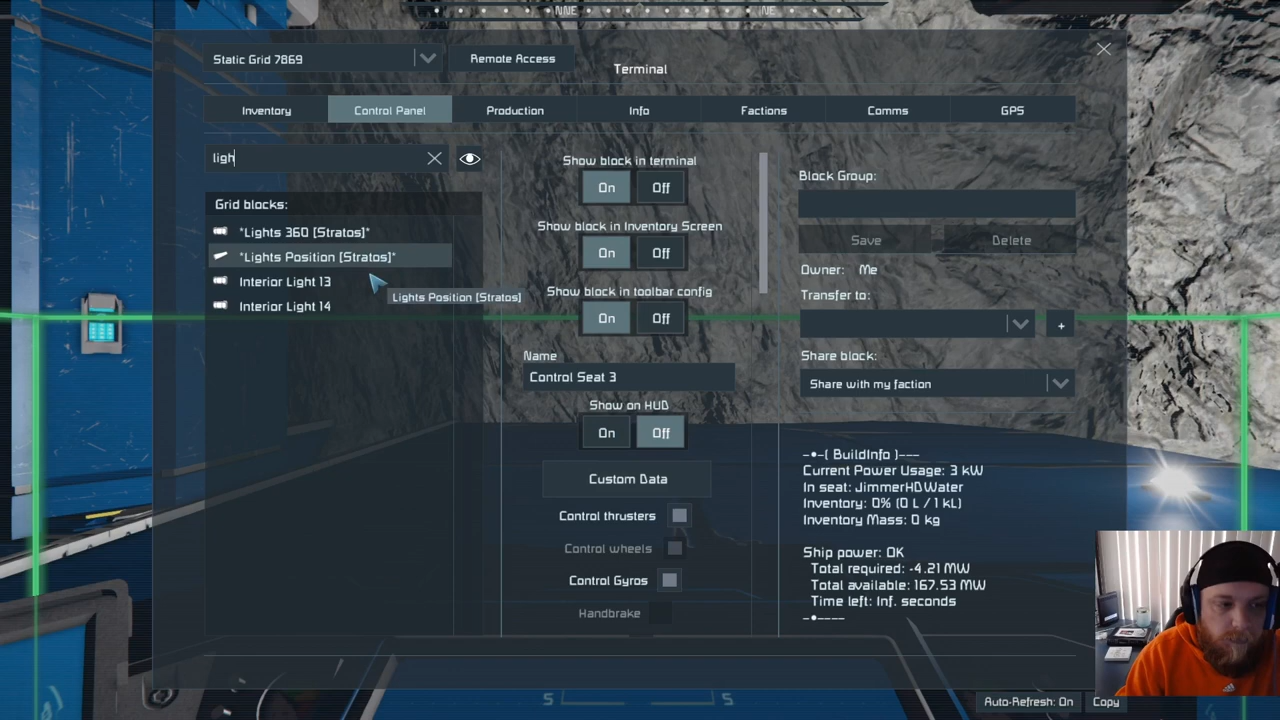 NNE
NE
Static Grid 7869
Remote Access
Terminal
Inventory
Control Panel
Production
Info
Factions
Comms
GPS
ligh
Grid blocks:
*Lights 360 [Stratos]*
*Lights Position [Stratos]*
Interior Light 13
Interior Light 14
Lights Position [Stratos]
Show block in terminal
On
Off
Show block in Inventory Screen
On
Off
Show block in toolbar config
On
Off
Name
Control Seat 3
Show on HUD
On
Off
Custom Data
Control thrusters
Control wheels
Control Gyros
Handbrake
Block Group:
Save
Delete
Owner: Me
Transfer to:
+
Share block:
Share with my faction
-●-( BuildInfo )---
Current Power Usage: 3 kW
In seat: JimmerHDWater
Inventory: 0% (0 L / 1 kL)
Inventory Mass: 0 kg
Ship power: OK
Total required: -4.21 MW
Total available: 167.53 MW
Time left: Inf. seconds
-●----
S
S
Auto-Refresh: On
Copy